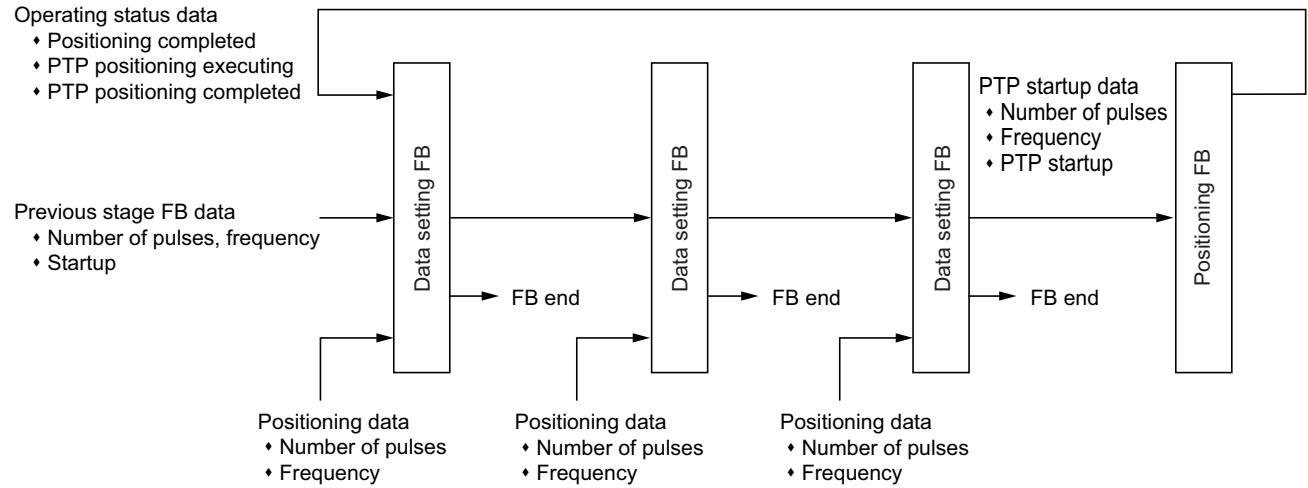 Operating status data
♦ Positioning completed
♦ PTP positioning executing
♦ PTP positioning completed
Previous stage FB data
♦ Number of pulses, frequency
♦ Startup
Data setting FB
FB end
Positioning data
♦ Number of pulses
♦ Frequency
Data setting FB
FB end
Positioning data
♦ Number of pulses
♦ Frequency
Data setting FB
FB end
Positioning data
♦ Number of pulses
♦ Frequency
PTP startup data
♦ Number of pulses
♦ Frequency
♦ PTP startup
Positioning FB